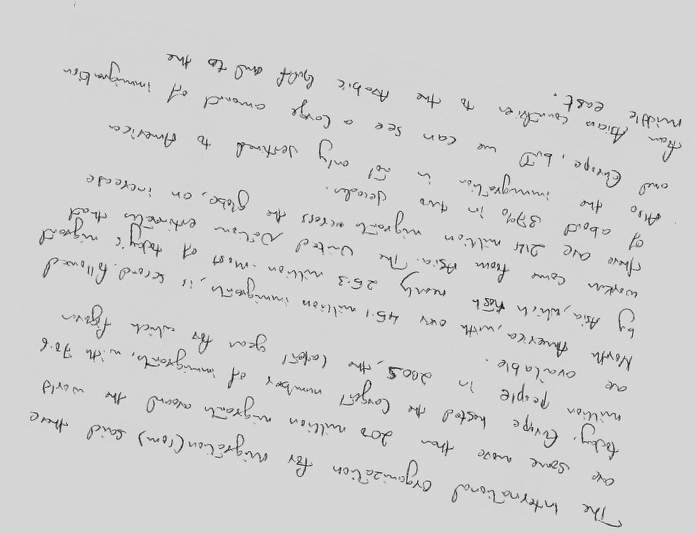 The International Organization for migration (IOM) said there
are some more than 200 million migrants around the world
today. Europe hosted the largest number of immigrants, with 70.6
million people in 2005, the latest year for which figures
are available.
North America, with over 45.1 million immigrants, is second. Followed
by Asia, which nearly 25.3 million. Most of today's migrant
workers come from Asia. The United Nation estimates that
there are 214 million migrants across the globe, an increase
of about 37% in two decades.
Also the immigration is not only destined to America
and Europe, but, we can see a large amount of immigration
from Asian countries to the Arabic Gulf and to the
middle east.